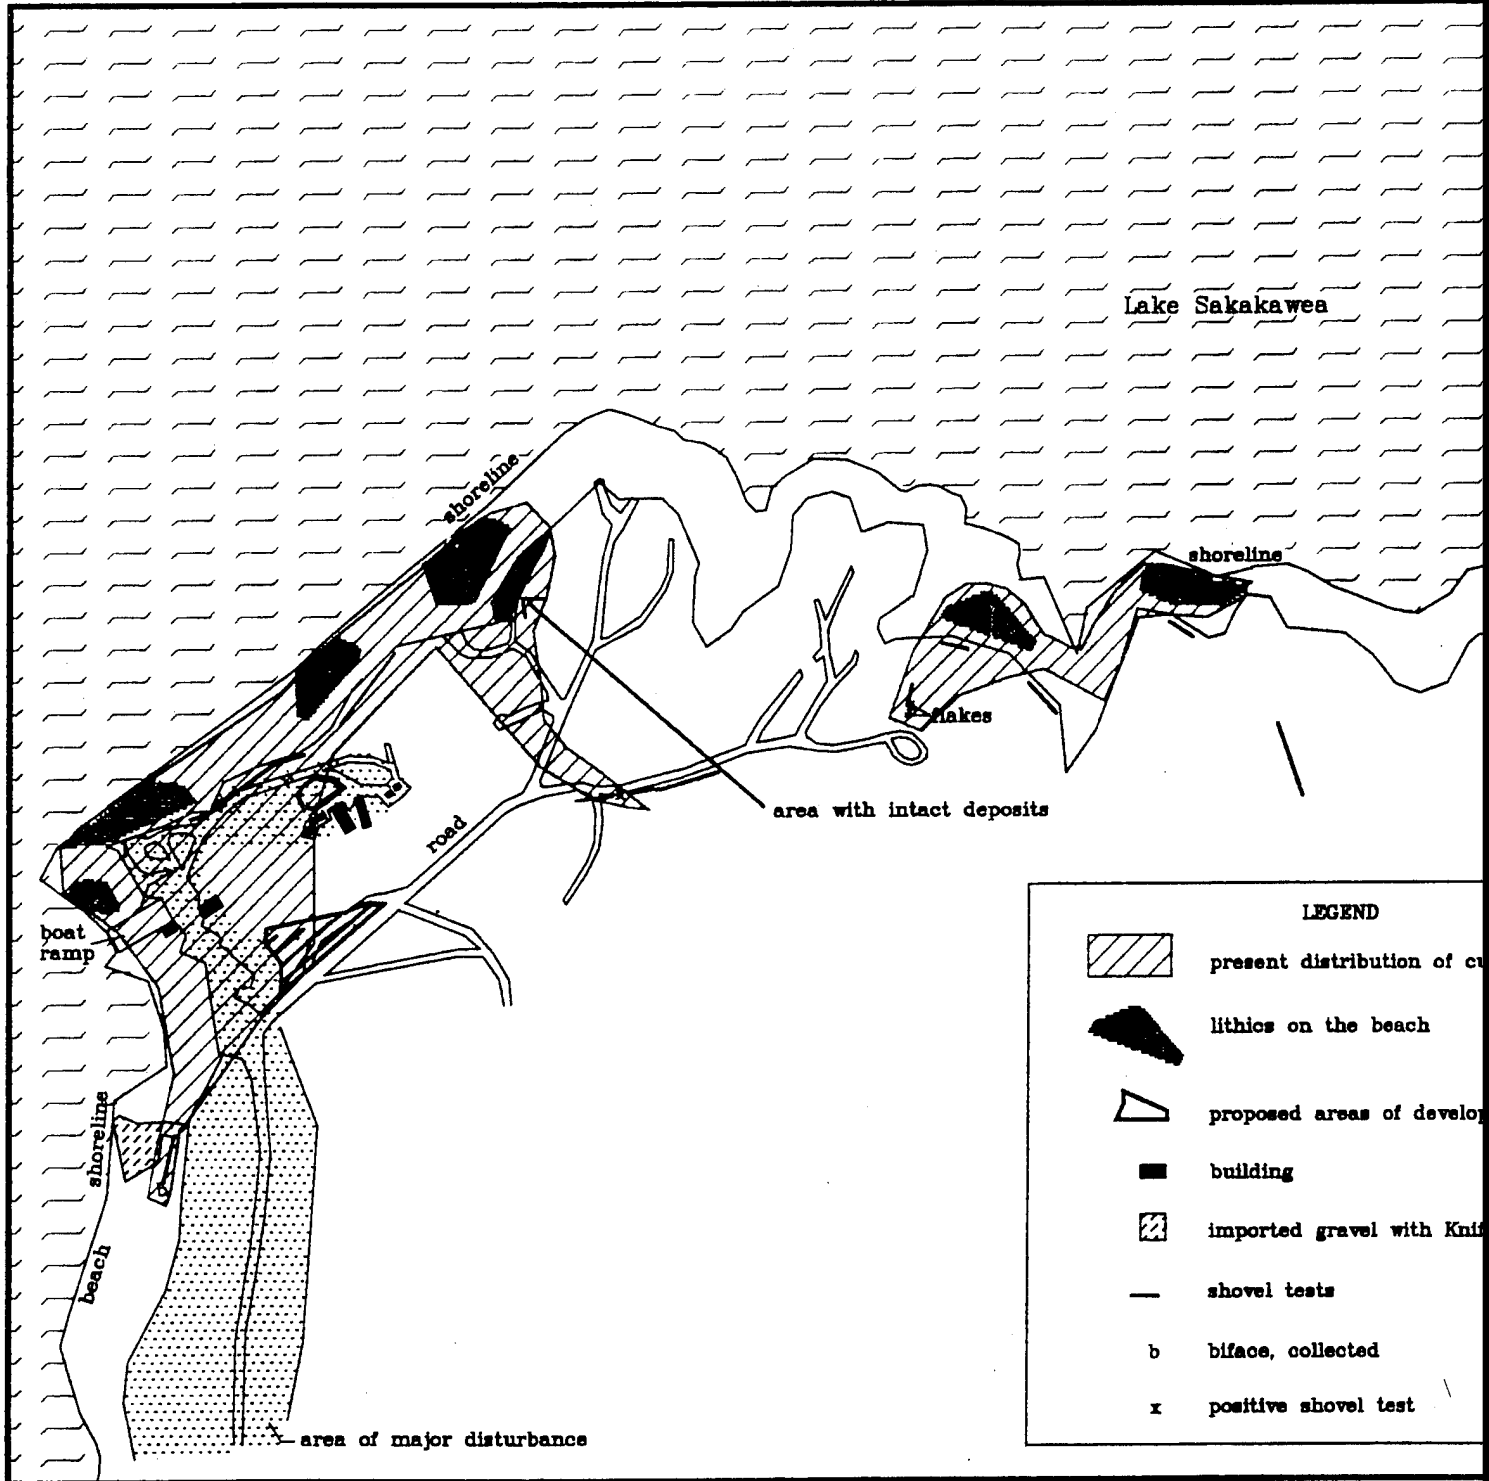 Lake Sakakawea
shoreline
shoreline
flakes
area with intact deposits
road
boat
ramp
shoreline
beach
area of major disturbance
LEGEND
present distribution of
lithics on the beach
proposed areas of
building
imported gravel with
shovel tests
b biface, collected
x positive shovel test